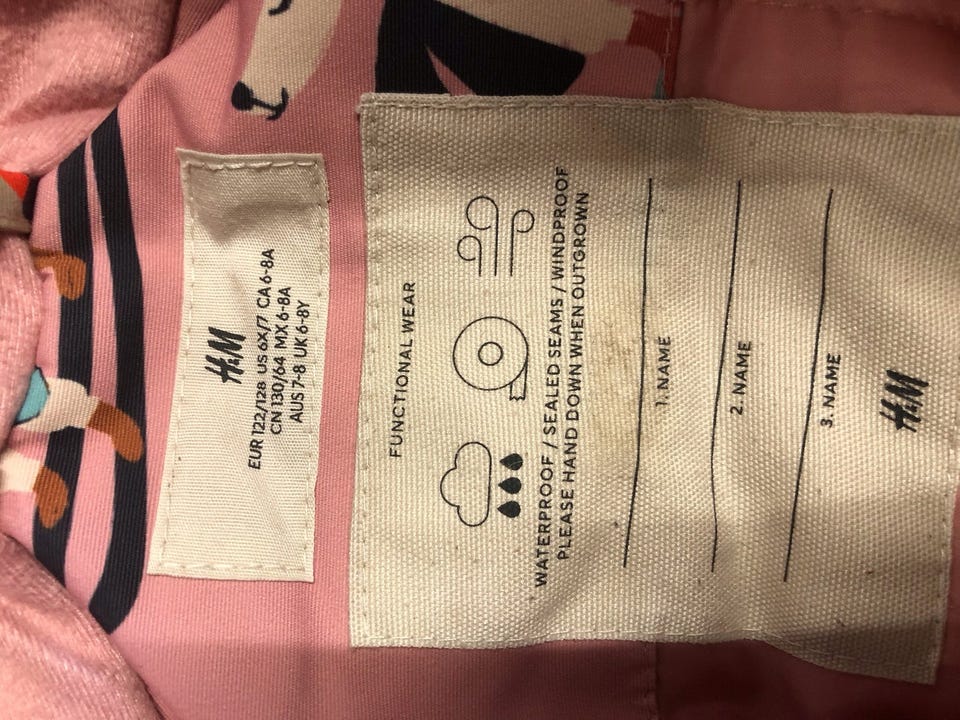 H&M
EUR 122/128 US 6X/7 CA 6-8A
CN 130/64 MX 6-8A
AUS 7-8 UK 6-8Y
FUNCTIONAL WEAR
WATERPROOF / SEALED SEAMS / WINDPROOF
PLEASE HAND DOWN WHEN OUTGROWN
1. NAME
2. NAME
3. NAME
H&M